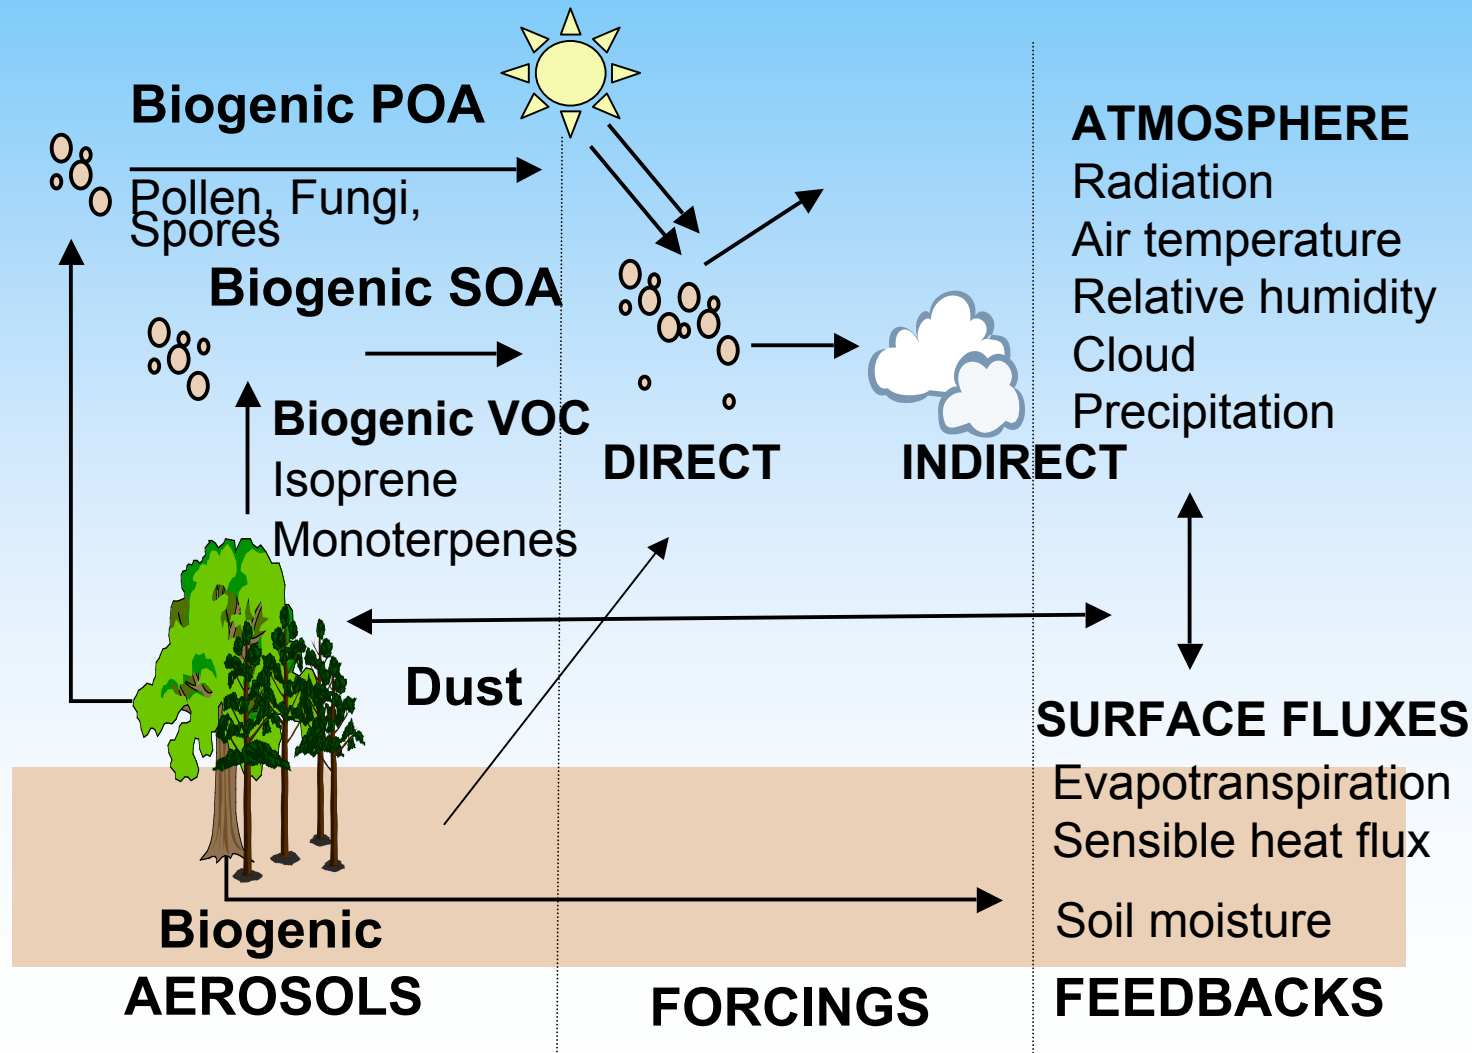 Biogenic POA
Pollen, Fungi,
Spores
Biogenic SOA
Biogenic VOC
Isoprene
Monoterpenes
Dust
Biogenic
AEROSOLS
DIRECT
INDIRECT
FORCINGS
ATMOSPHERE
Radiation
Air temperature
Relative humidity
Cloud
Precipitation
SURFACE FLUXES
Evapotranspiration
Sensible heat flux
Soil moisture
FEEDBACKS